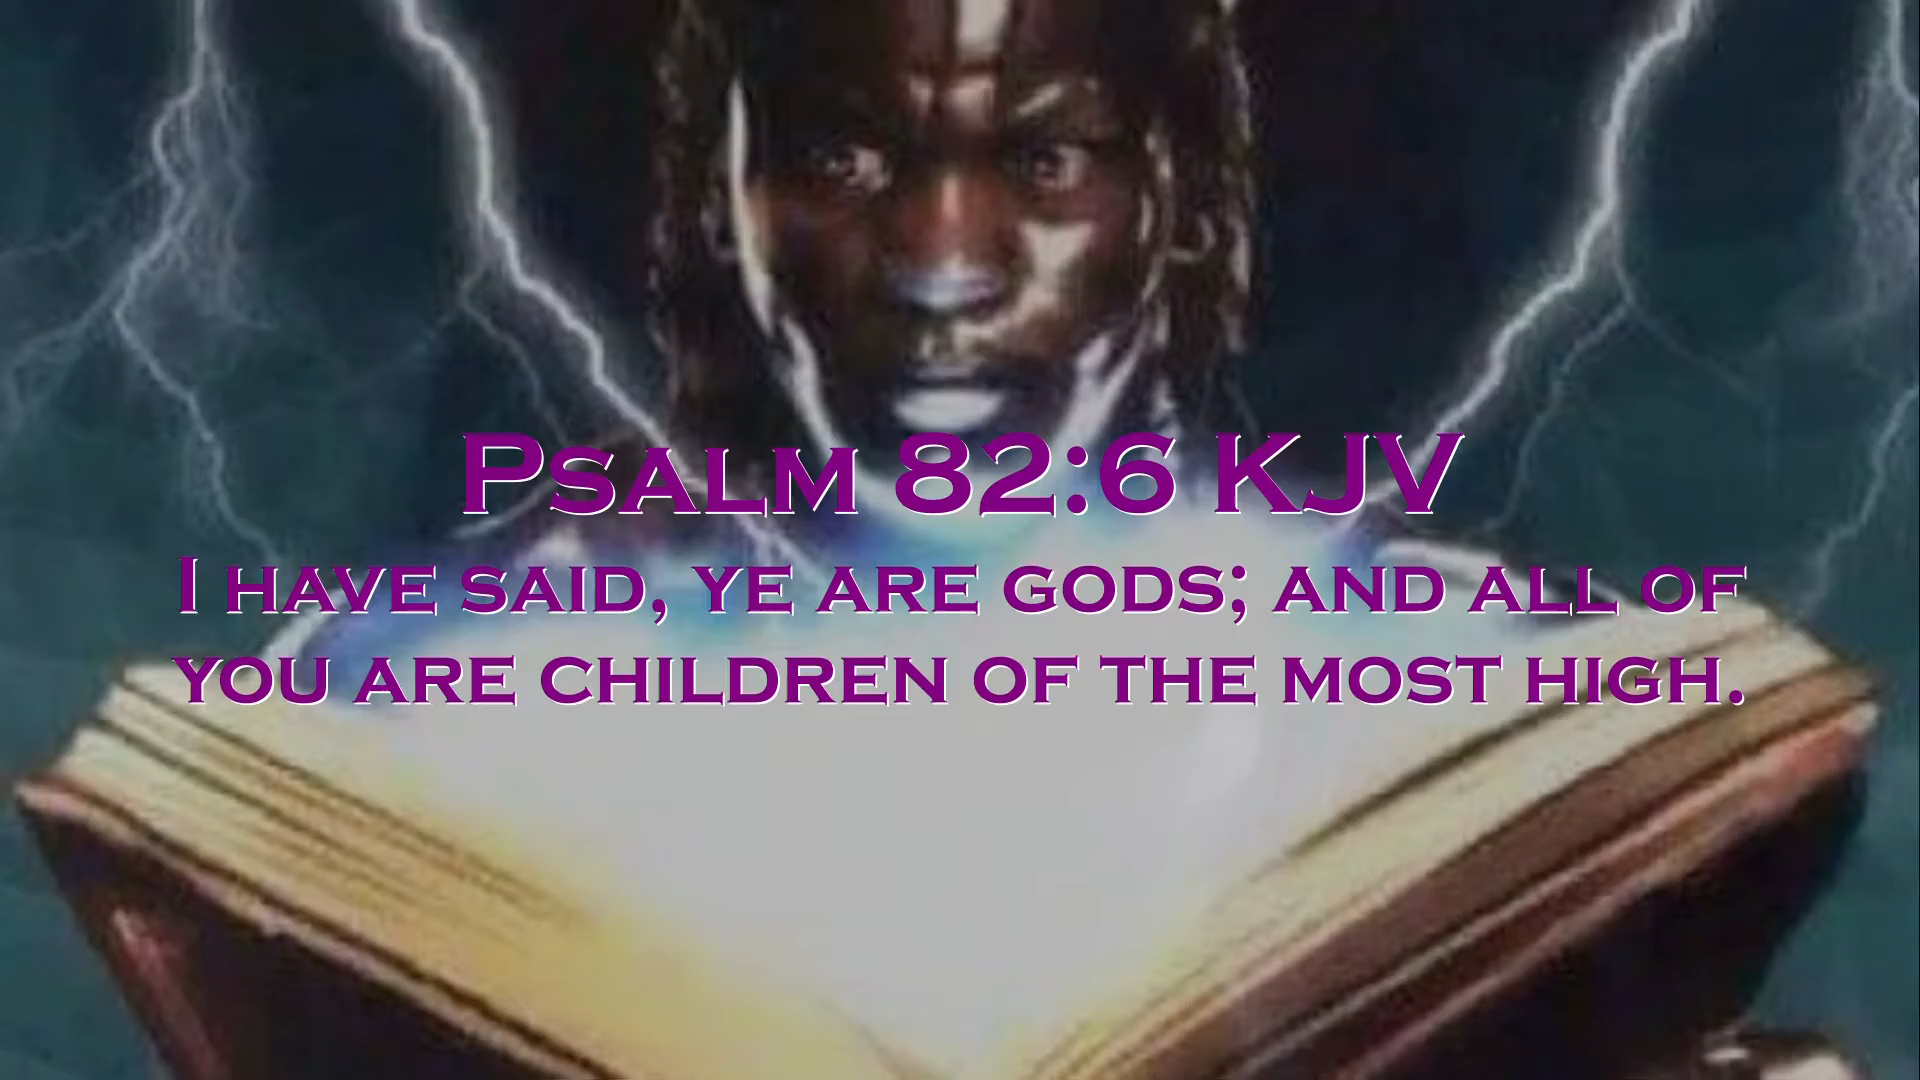 Psalm 82:6 KJV
I have said, ye are gods; and all of
you are children of the most high.